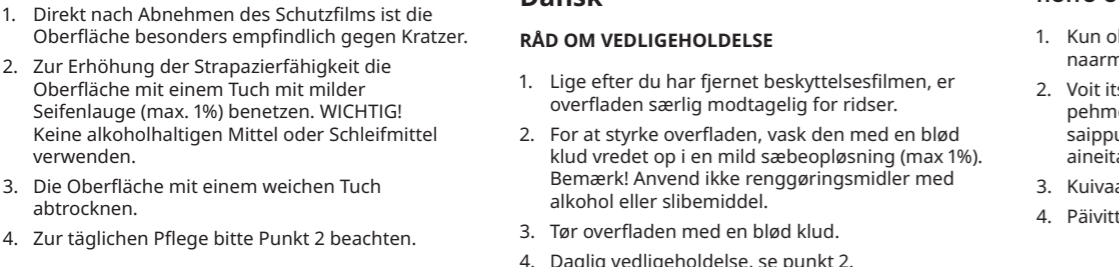 1. Direkt nach Abnehmen des Schutzfilms ist die
Oberfläche besonders empfindlich gegen Kratzer.
2. Zur Erhöhung der Strapazierfähigkeit die
Oberfläche mit einem Tuch mit milder
Seifenlauge (max. 1%) benetzen. WICHTIG!
Keine alkoholhaltigen Mittel oder Schleifmittel
verwenden.
3. Die Oberfläche mit einem weichen Tuch
abtrocknen.
4. Zur täglichen Pflege bitte Punkt 2 beachten.
Dansk
RÅD OM VEDLIGEHOLDELSE
1. Lige efter du har fjernet beskyttelsesfilmen, er
overfladen særlig modtagelig for ridser.
2. For at styrke overfladen, vask den med en blød
klud vredet op i en mild sæbeopløsning (max 1%).
Bemærk! Anvend ikke renggøringsmidler med
alkohol eller slibemiddel.
3. Tør overfladen med en blød klud.
4. Daglig vedligeholdelse, se punkt 2.
1. Kun
2. Voit
3.
4.